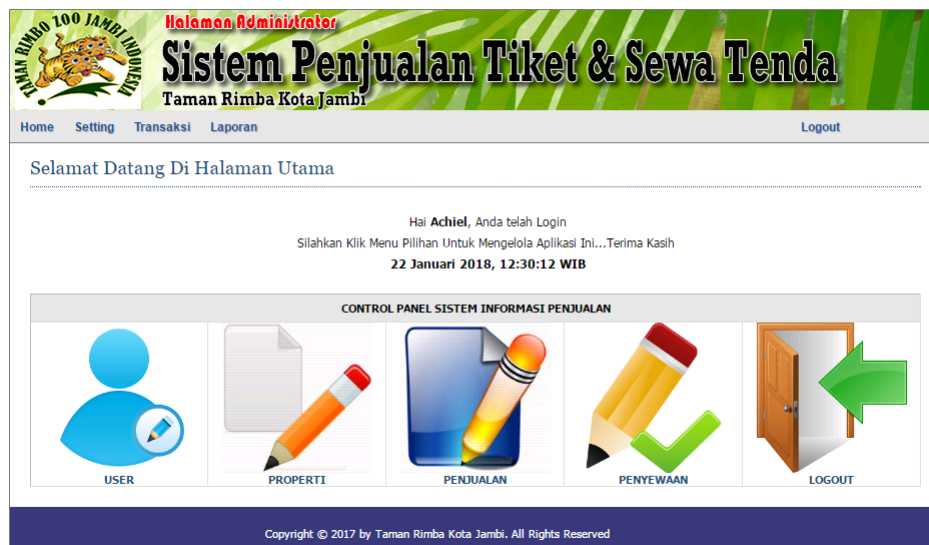 TAMAN RIMBO ZOO JAMBI INDONESIA
Halaman Administrator
Sistem Penjualan Tiket & Sewa Tenda
Taman Rimba Kota Jambi
Home Setting Transaksi Laporan Logout
Selamat Datang Di Halaman Utama
Hai Achiel, Anda telah Login
Silahkan Klik Menu Pilihan Untuk Mengelola Aplikasi Ini...Terima Kasih
22 Januari 2018, 12:30:12 WIB
CONTROL PANEL SISTEM INFORMASI PENJUALAN
USER PROPERTI PENJUALAN PENYEWAAN LOGOUT
Copyright © 2017 by Taman Rimba Kota Jambi. All Rights Reserved